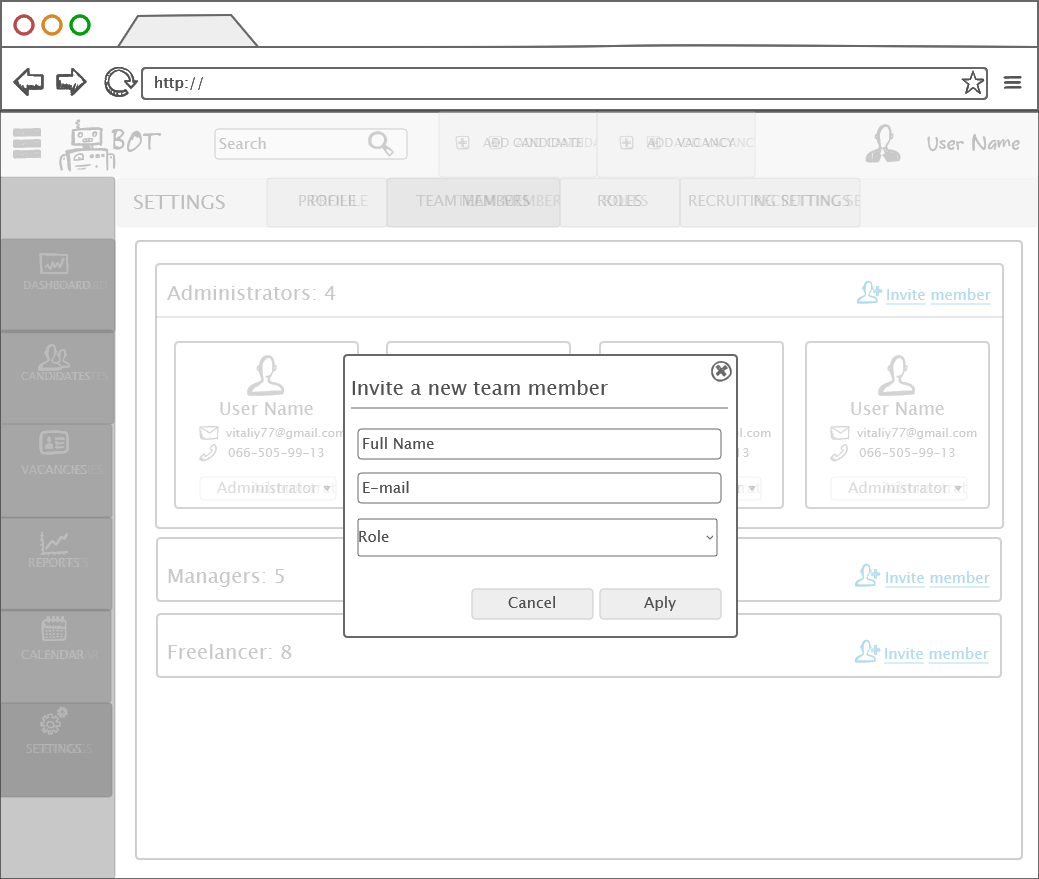 http://
BOT
Search
ADD CANDIDATE
ADD VACANCY
User Name
SETTINGS
PROFILE
TEAM MEMBERS
ROLES
RECRUITING SETTINGS
DASHBOARD
CANDIDATES
VACANCIES
REPORTS
CALENDAR
SETTINGS
Administrators: 4
Invite member
User Name
vitaliy77@gmail.com
066-505-99-13
Administrator
l.com
13
User Name
vitaliy77@gmail.com
066-505-99-13
Administrator
Invite a new team member
Full Name
E-mail
Role
Cancel
Aply
Managers: 5
Invite member
Freelancer: 8
Invite member